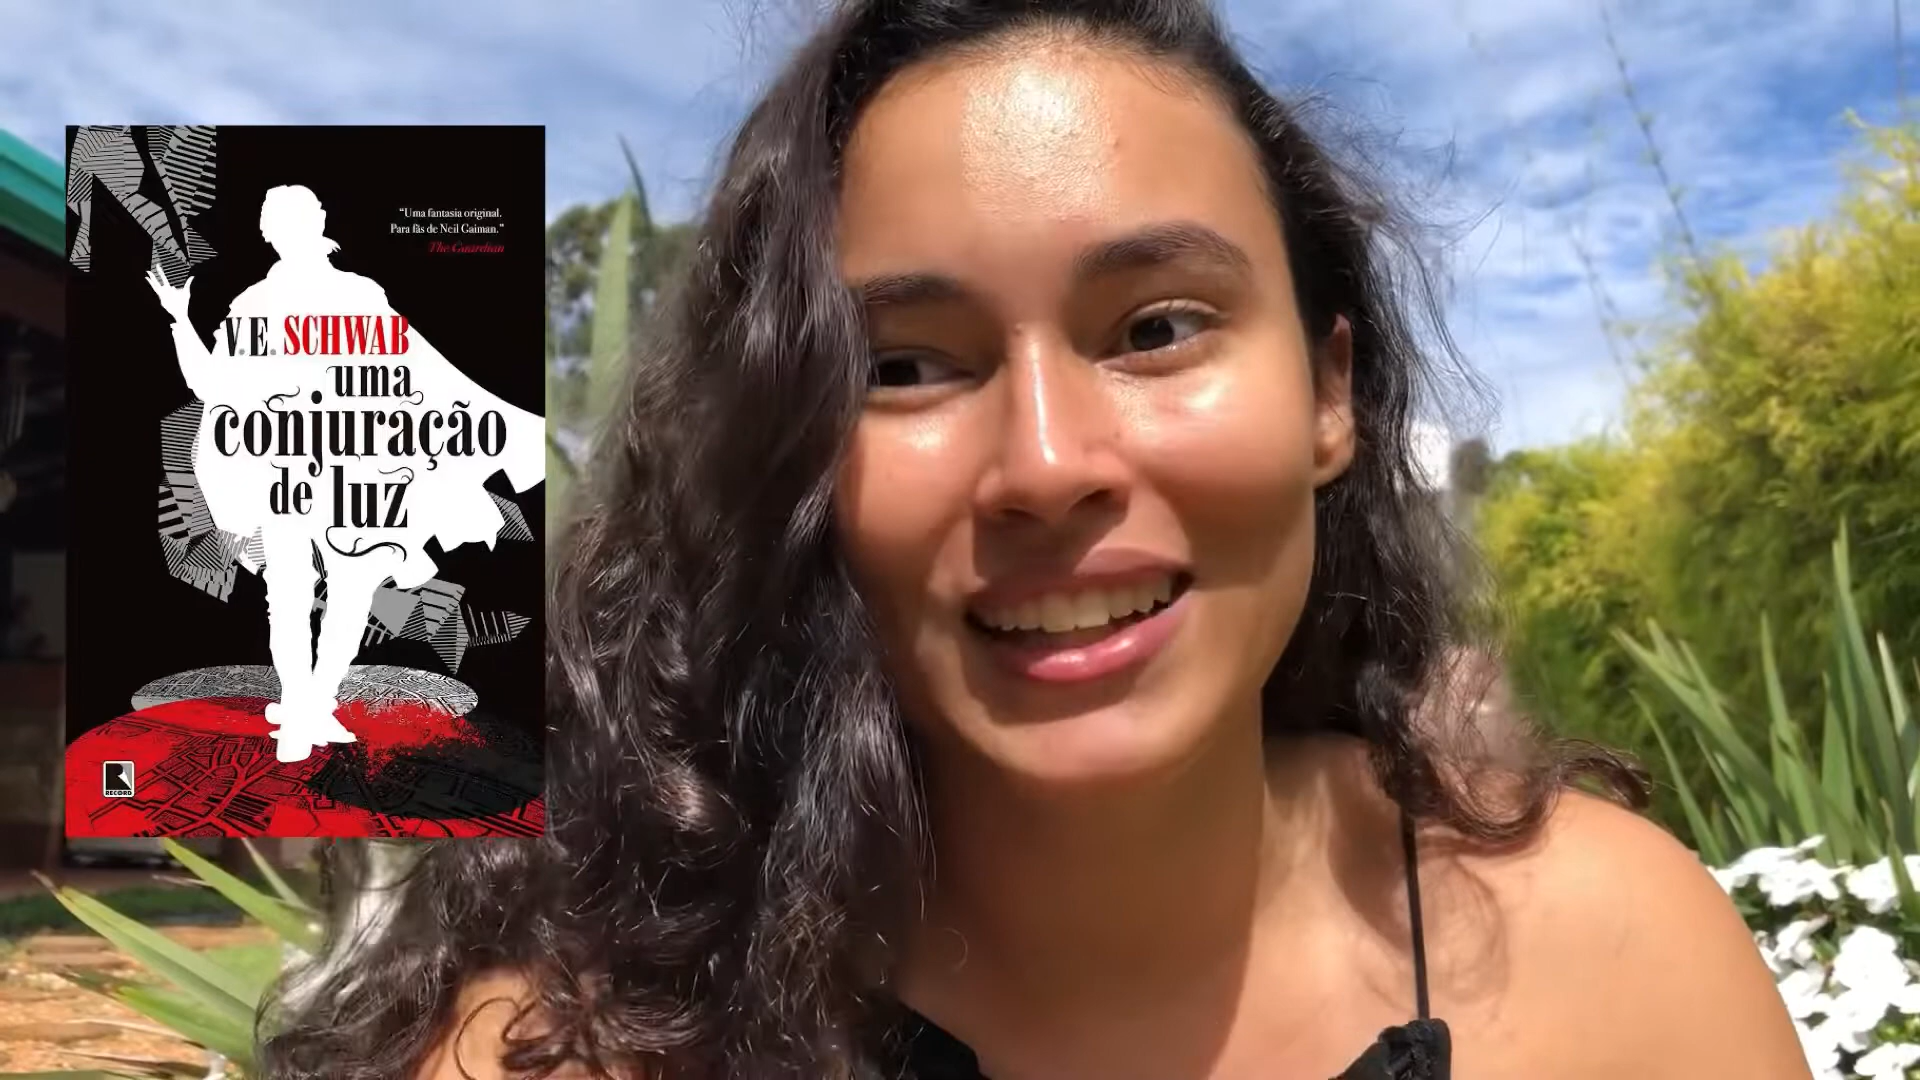 “Uma fantasia original.
Para fãs de Neil Gaiman.”
The Guardian
V. E. SCHWAB
uma
conjuração
de luz
R
RECORD